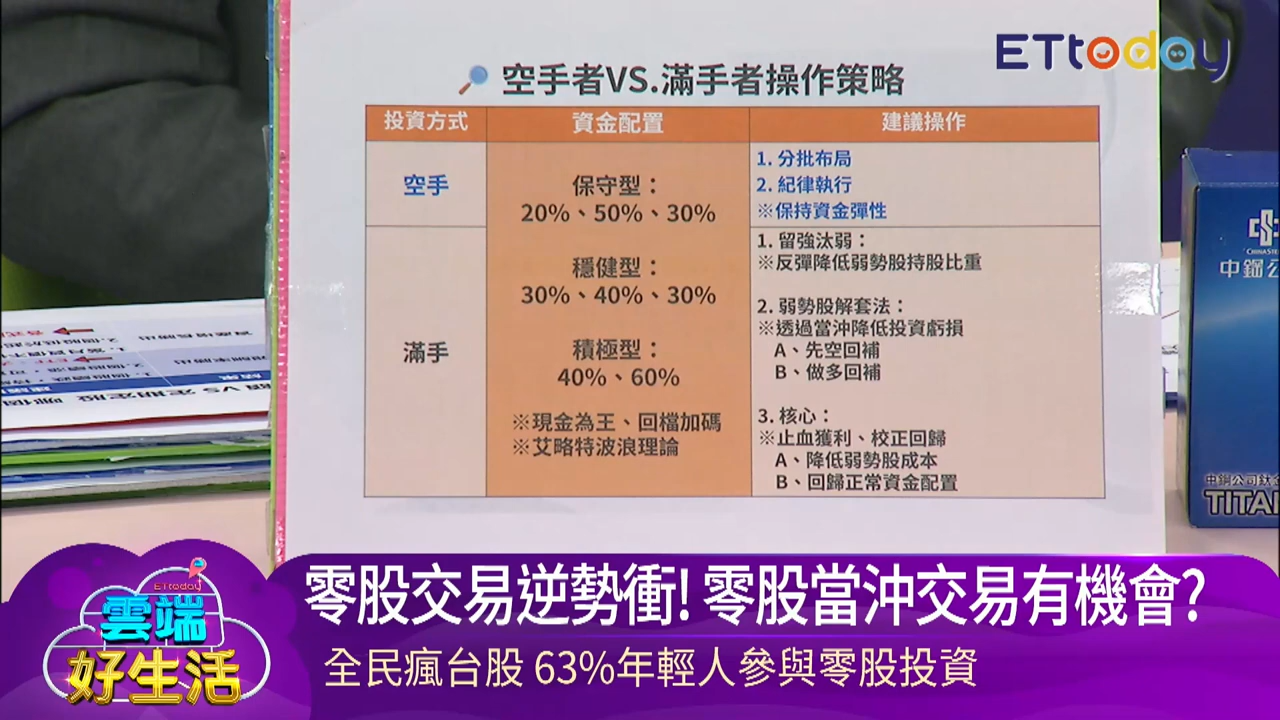 ETtoday
空手者VS.滿手者操作策略
投資方式
資金配置
建議操作
空手
保守型：
20%、50%、30%
穩健型：
30%、40%、30%
積極型：
40%、60%
※現金為王、回檔加碼
※艾略特波浪理論
1. 分批布局
2. 紀律執行
※保持資金彈性
滿手
1. 留強汰弱：
※反彈降低弱勢股持股比重
2. 弱勢股解套法：
※透過當沖降低投資虧損
A、先空回補
B、做多回補
3. 核心：
※止血獲利、校正回歸
A、降低弱勢股成本
B、回歸正常資金配置
中鋼公
中鋼公司鈦金
TITA
ETtoday
雲端
好生活
零股交易逆勢衝! 零股當沖交易有機會?
全民瘋台股 63%年輕人參與零股投資